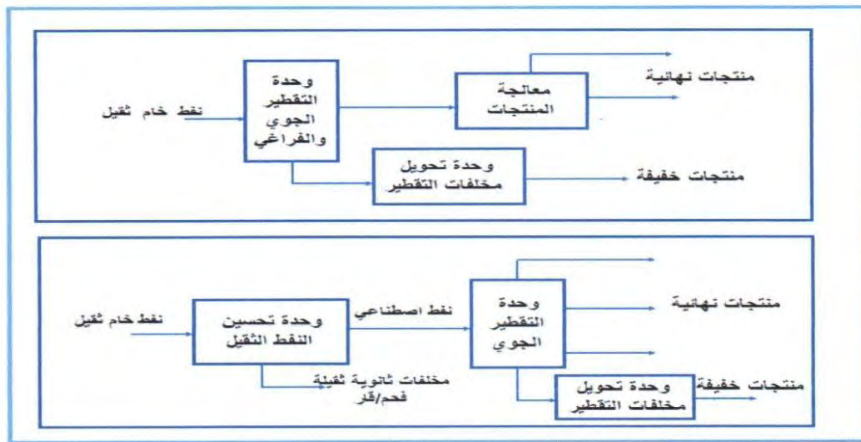 وحدة
التقطير
الجوي
والفراغي
معالجة
المنتجات
منتجات نهائية
نفط خام ثقيل
وحدة تحويل
مخلفات التقطير
منتجات خفيفة
نفط خام ثقيل
وحدة تحسين
النفط الثقيل
نفط اصطناعي
وحدة
التقطير
الجوي
منتجات نهائية
مخلفات ثانوية ثقيلة
فحم/قار
وحدة تحويل
مخلفات التقطير
منتجات خفيفة